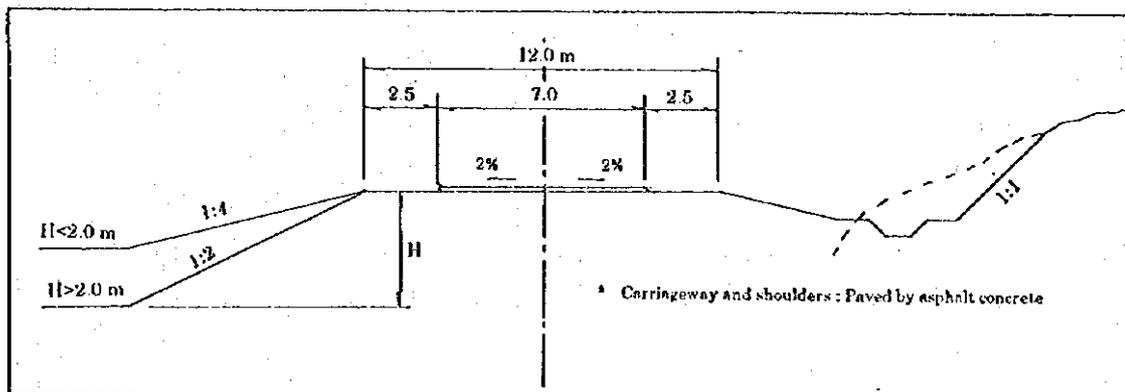 12.0 m
2.5 7.0 2.5
2% 2%
1:4
H<2.0 m
1:2
H
H>2.0 m
1:1
* Carriageway and shoulders : Paved by asphalt concrete